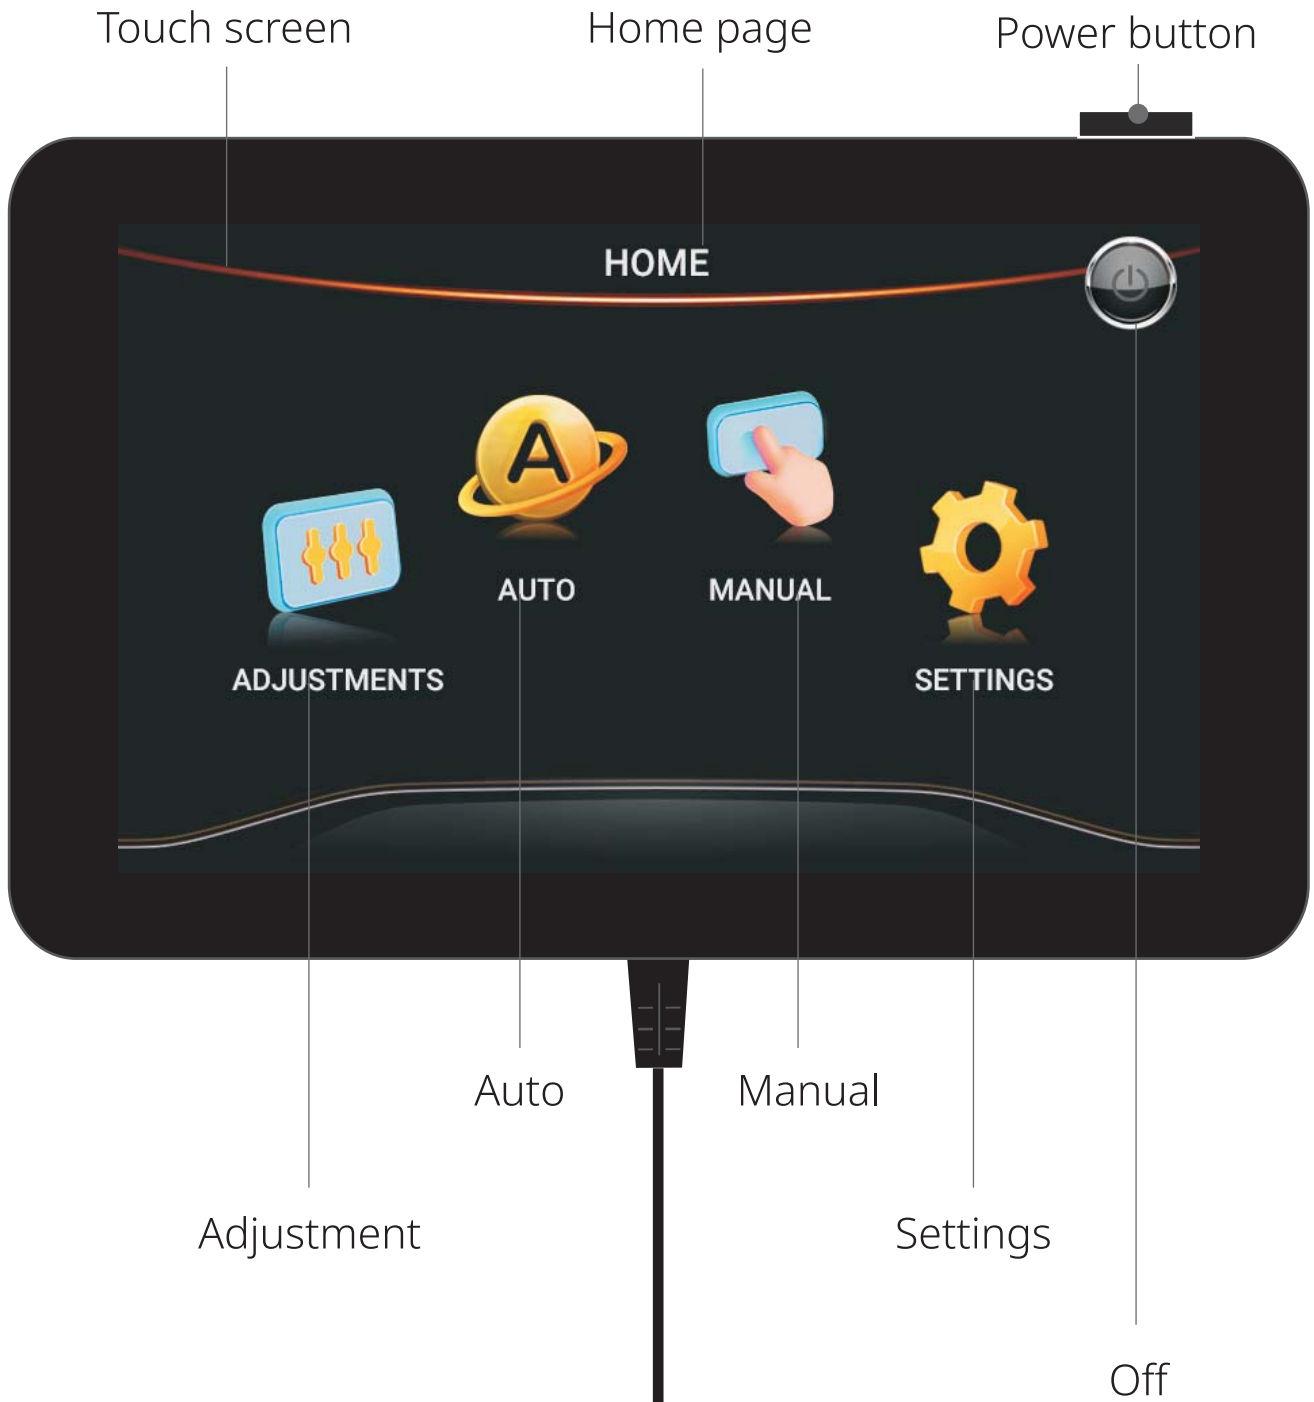 Touch screen
Home page
Power button
HOME
A
AUTO
MANUAL
ADJUSTMENTS
SETTINGS
Auto
Manual
Adjustment
Settings
Off